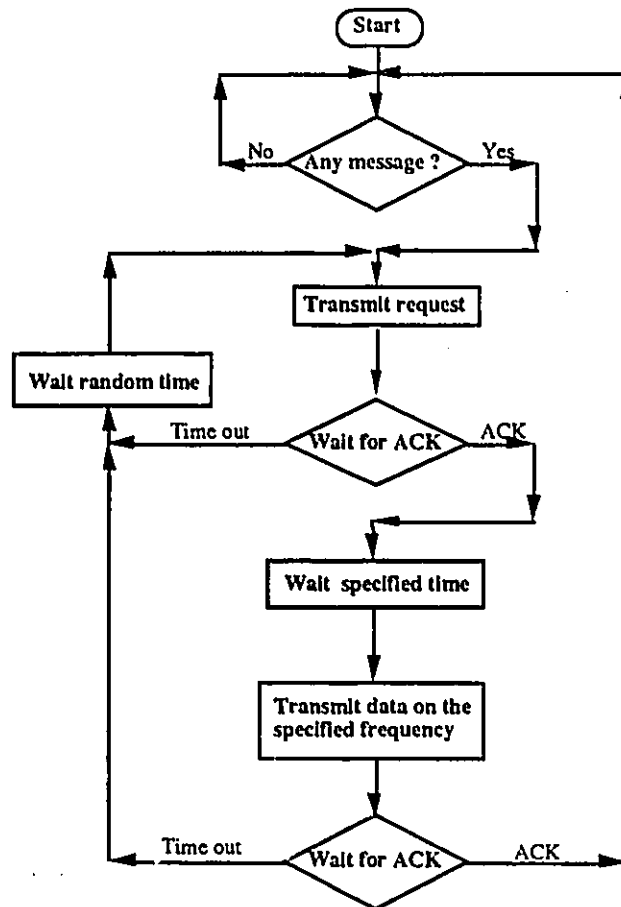 Start
No
Any message ?
Yes
Transmit request
Wait random time
Time out
Wait for ACK
ACK
Wait specified time
Transmit data on the
specified frequency
Time out
Wait for ACK
ACK